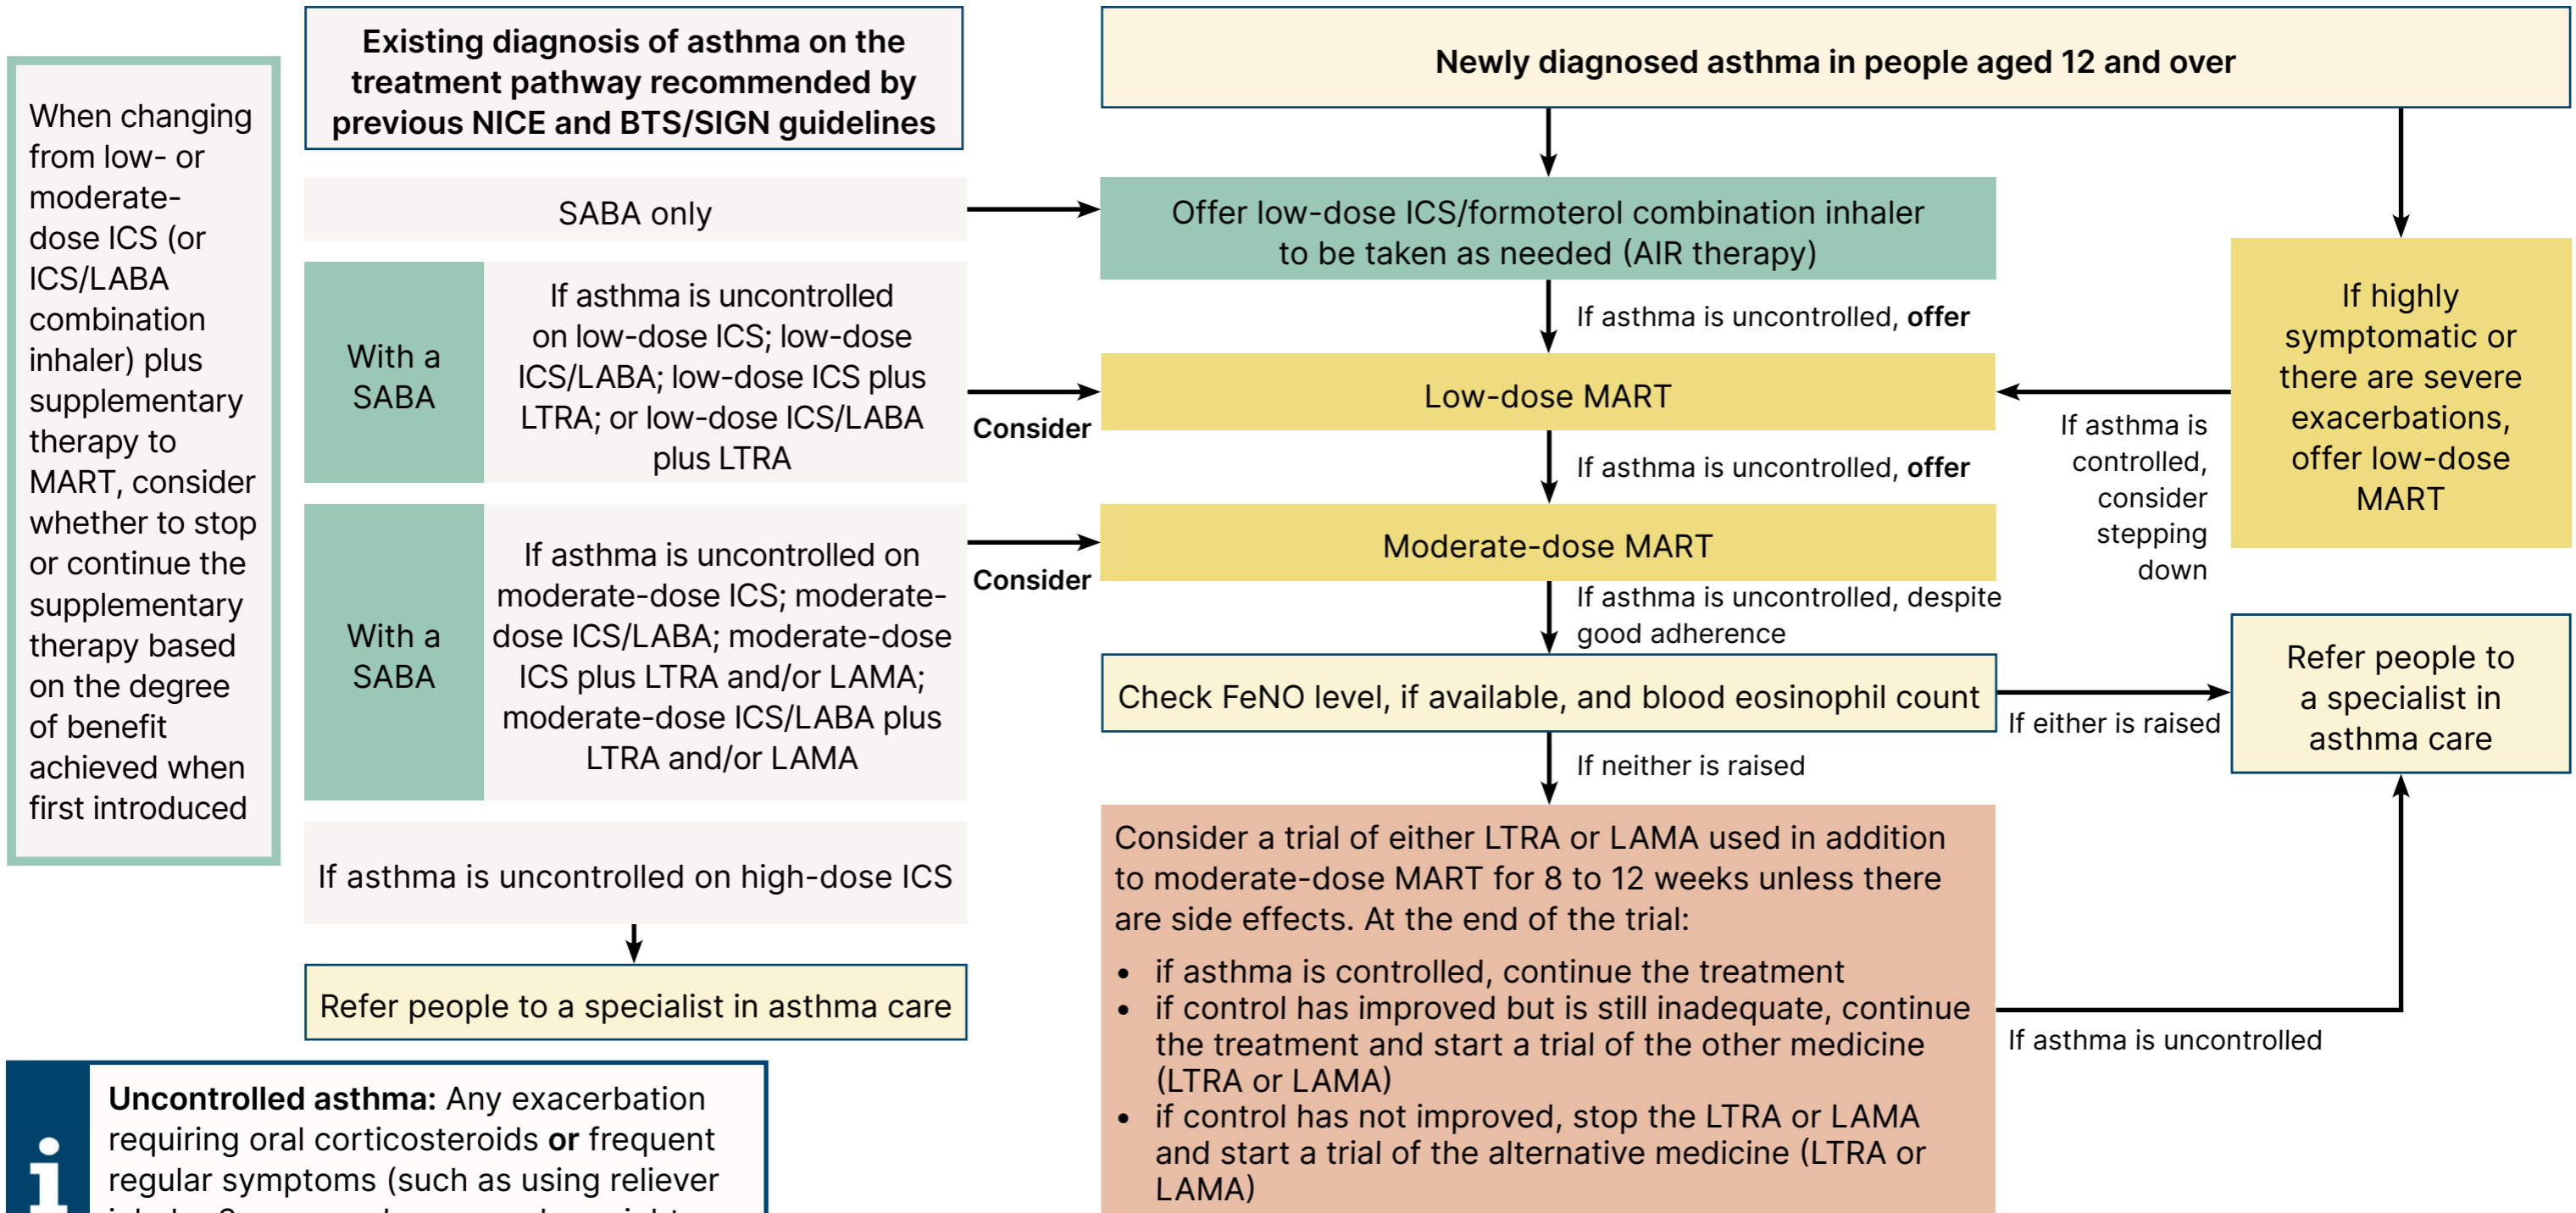 When changing
from low- or
moderate-
dose ICS (or
ICS/LABA
combination
inhaler) plus
supplementary
therapy to
MART, consider
whether to stop
or continue the
supplementary
therapy based
on the degree
of benefit
achieved when
first introduced
Existing diagnosis of asthma on the
treatment pathway recommended by
previous NICE and BTS/SIGN guidelines
SABA only
With a
SABA
If asthma is uncontrolled
on low-dose ICS; low-dose
ICS/LABA; low-dose ICS plus
LTRA; or low-dose ICS/LABA
plus LTRA
Consider
With a
SABA
If asthma is uncontrolled on
moderate-dose ICS; moderate-
dose ICS/LABA; moderate-dose
ICS plus LTRA and/or LAMA;
moderate-dose ICS/LABA plus
LTRA and/or LAMA
Consider
If asthma is uncontrolled on high-dose ICS
Refer people to a specialist in asthma care
Uncontrolled asthma: Any exacerbation
requiring oral corticosteroids or frequent
regular symptoms (such as using reliever
Newly diagnosed asthma in people aged 12 and over
Offer low-dose ICS/formoterol combination inhaler
to be taken as needed (AIR therapy)
If asthma is uncontrolled, offer
Low-dose MART
If asthma is uncontrolled, offer
Moderate-dose MART
If asthma is uncontrolled, despite
good adherence
Check FeNO level, if available, and blood eosinophil count
If neither is raised
Consider a trial of either LTRA or LAMA used in addition
to moderate-dose MART for 8 to 12 weeks unless there
are side effects. At the end of the trial:
• if asthma is controlled, continue the treatment
• if control has improved but is still inadequate, continue
the treatment and start a trial of the other medicine
(LTRA or LAMA)
• if control has not improved, stop the LTRA or LAMA
and start a trial of the alternative medicine (LTRA or
LAMA)
If highly
symptomatic or
there are severe
exacerbations,
offer low-dose
MART
If asthma is
controlled,
consider
stepping
down
If either is raised
Refer people to
a specialist in
asthma care
If asthma is uncontrolled